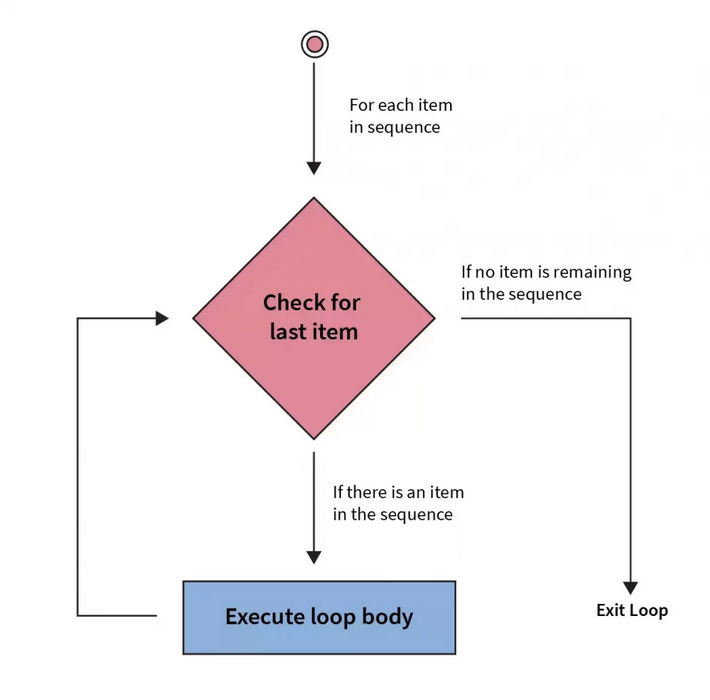 For each item
in sequence
If no item is remaining
in the sequence
Check for
last item
If there is an item
in the sequence
Execute loop body
Exit Loop